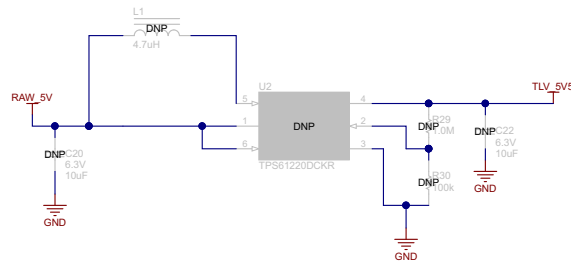 L1
DNP
4.7uH
RAW_5V
U2
TLV_5V5
5
4
1
DNP
2
6
3
TPS61220DCKR
R29
DNP
1.0M
DNP
C20
6.3V
10uF
DNP
C22
6.3V
10uF
R30
DNP
100k
GND
GND
GND